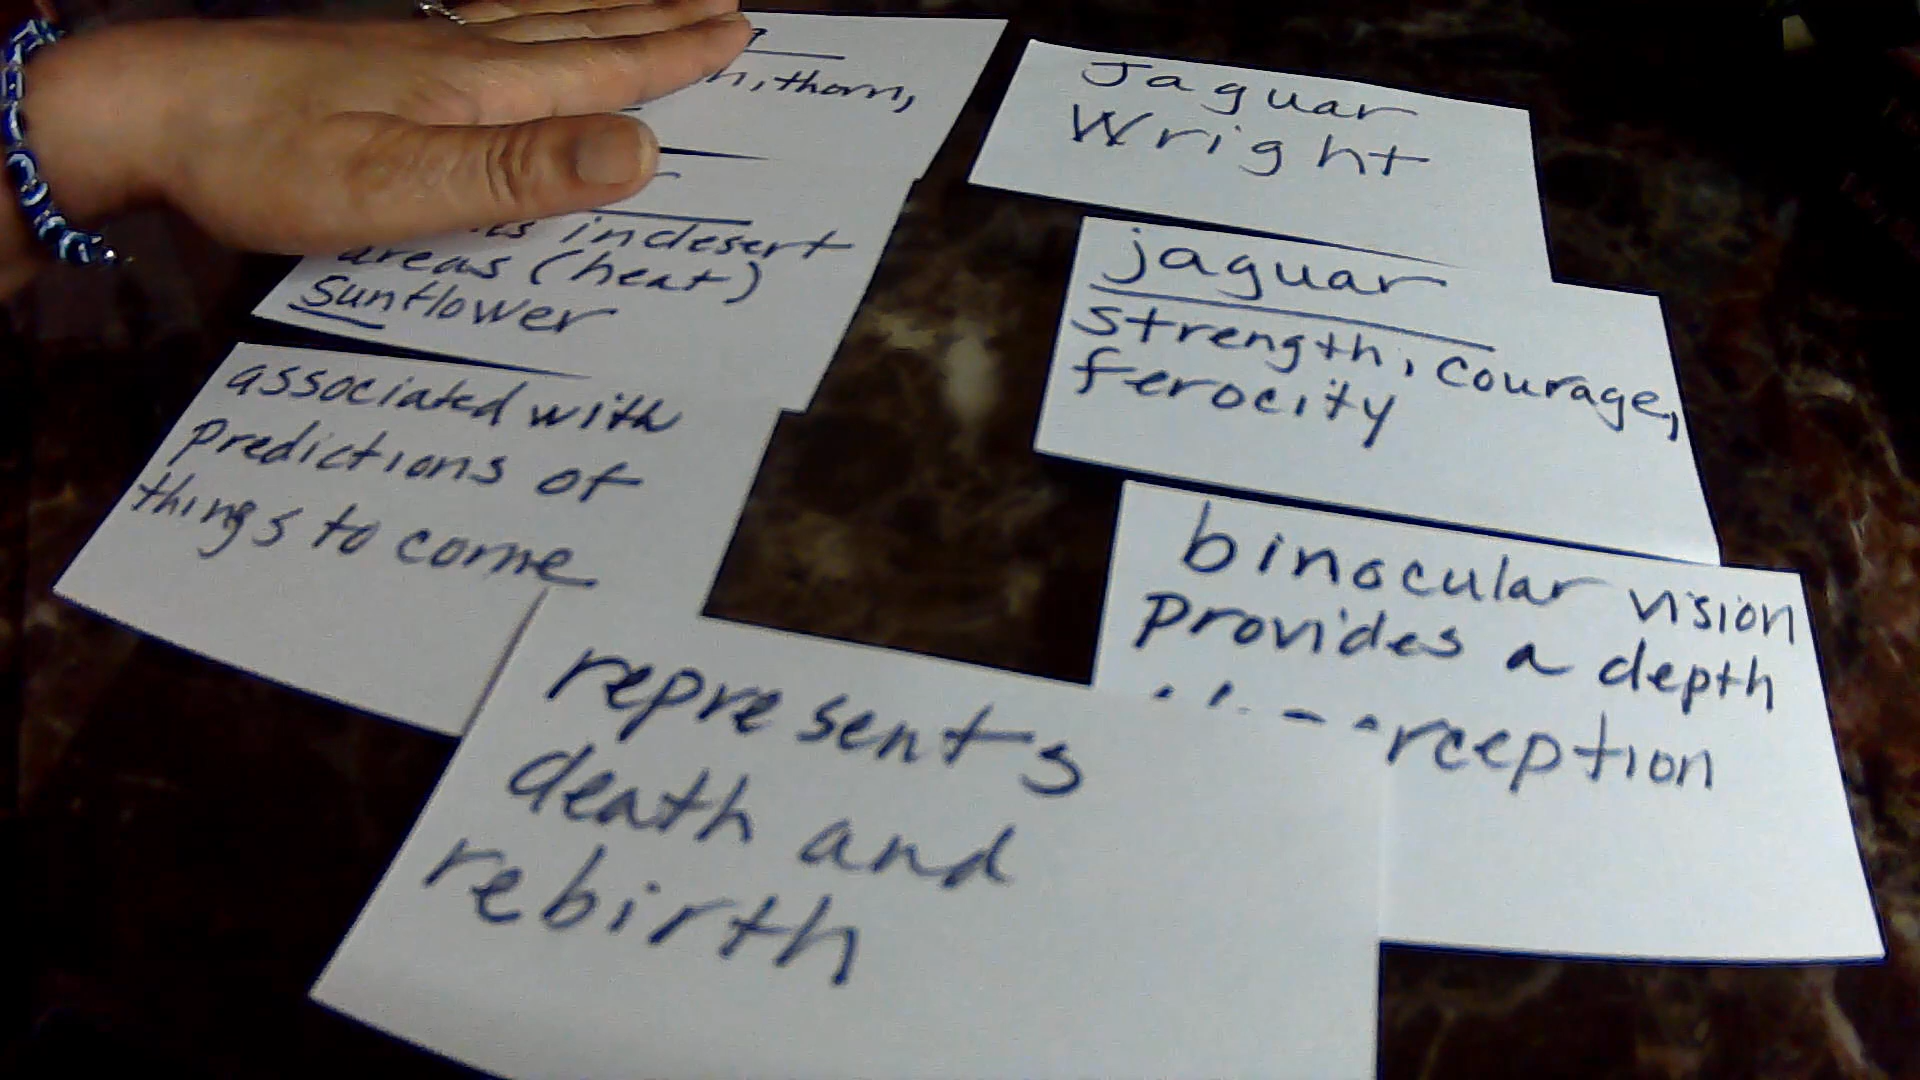 h, thorn,
in desert
areas (heat)
Sunflower
associated with
predictions of
things to come
represents
death and
rebirth
Jaguar
Wright
jaguar
strength, courage,
ferocity
binocular vision
provides a depth
rception